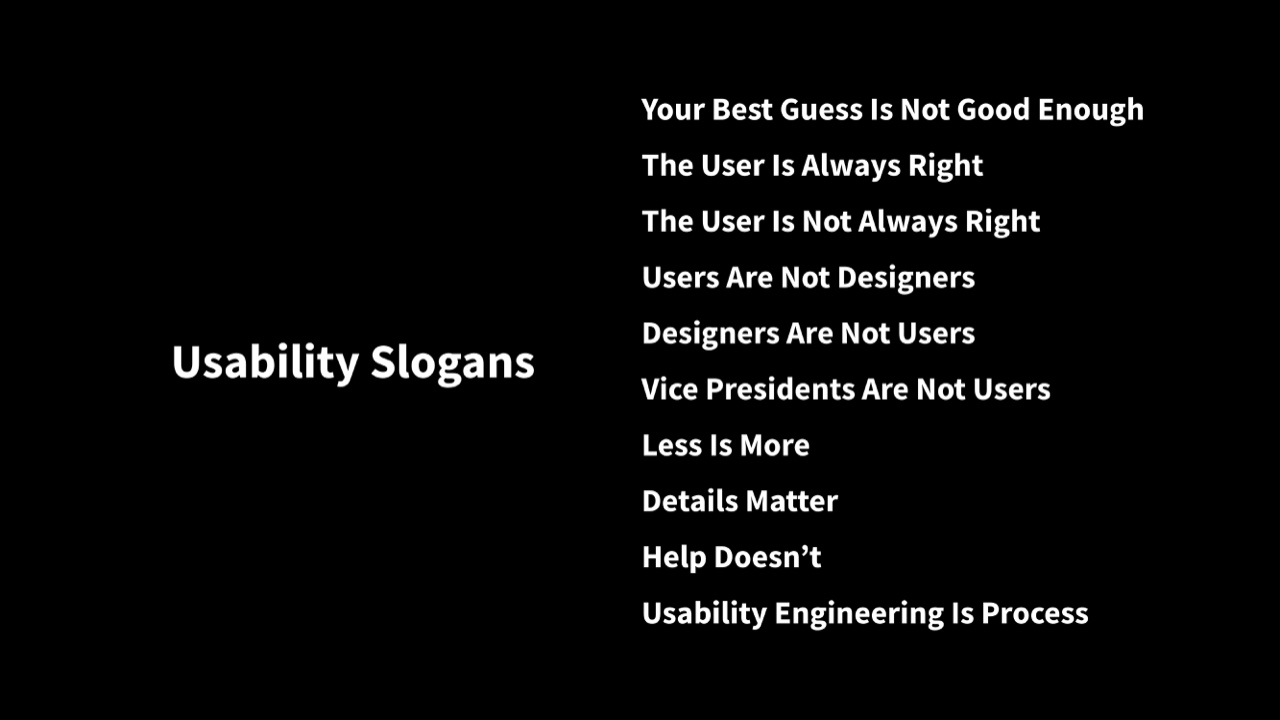 Usability Slogans
Your Best Guess Is Not Good Enough
The User Is Always Right
The User Is Not Always Right
Users Are Not Designers
Designers Are Not Users
Vice Presidents Are Not Users
Less Is More
Details Matter
Help Doesn’t
Usability Engineering Is Process